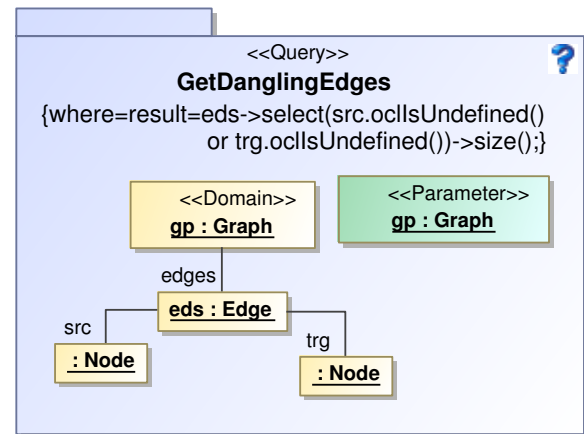 <<Query>>
GetDanglingEdges
{where=result=eds->select(src.oclIsUndefined()
or trg.oclIsUndefined())->size();}
<<Domain>>
gp : Graph
<<Parameter>>
gp : Graph
edges
eds : Edge
src
trg
: Node
: Node